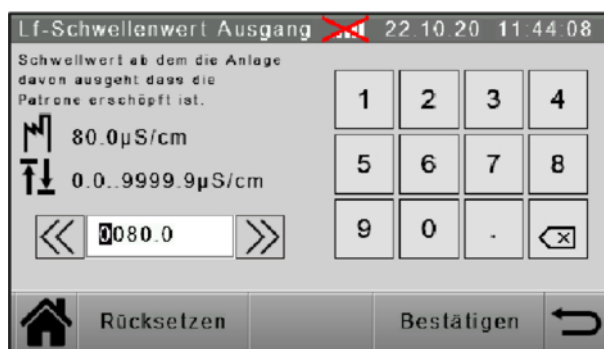 Lf-Schwellenwert Ausgang 22.10.20 11:44:08
Schwellwert ab dem die Anlage
davon ausgeht dass die
Patrone erschöpft ist.
80.0µS/cm
0.0..9999.9µS/cm
0080.0
1 2 3 4
5 6 7 8
9 0 .
Rücksetzen Bestätigen